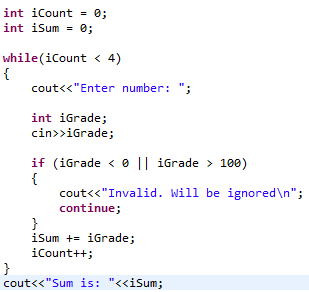 int iCount = 0;
int iSum = 0;

while(iCount < 4)
{
    cout<<"Enter number: ";

    int iGrade;
    cin>>iGrade;

    if (iGrade < 0 || iGrade > 100)
    {
        cout<<"Invalid. Will be ignored\n";
        continue;
    }
    iSum += iGrade;
    iCount++;
}
cout<<"Sum is: "<<iSum;